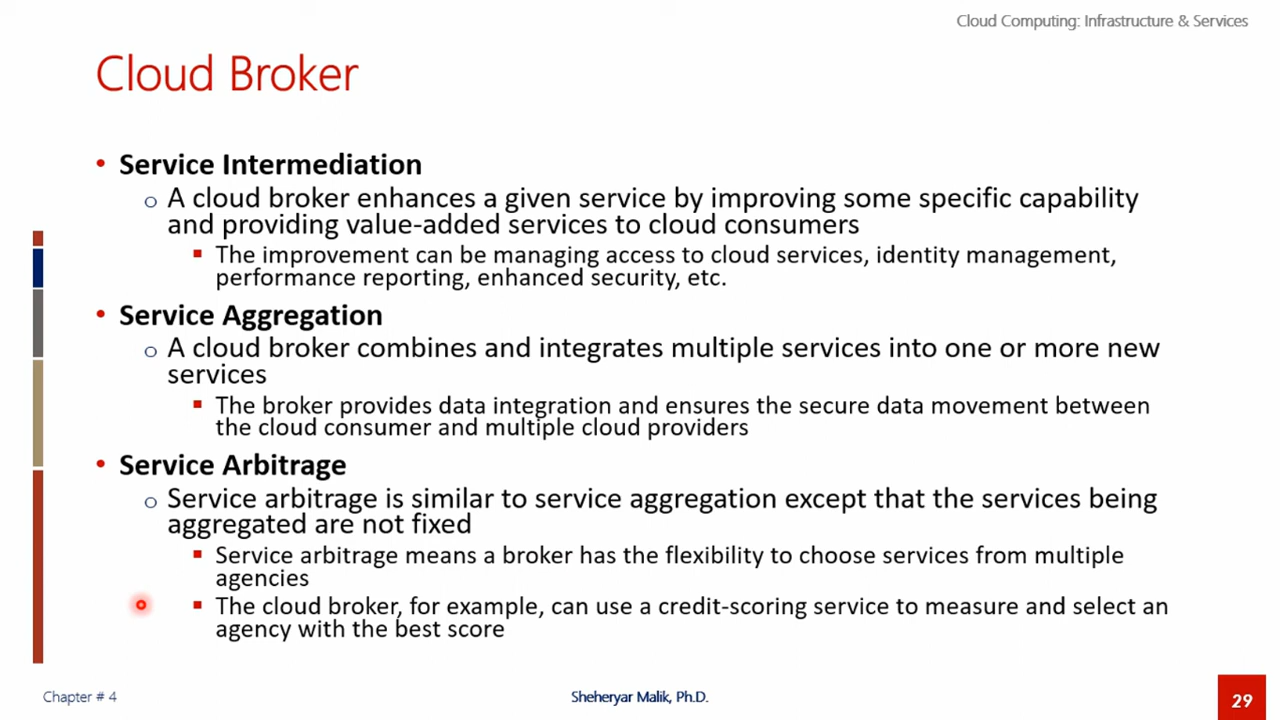 Cloud Computing: Infrastructure & Services
Cloud Broker
• Service Intermediation
o A cloud broker enhances a given service by improving some specific capability
and providing value-added services to cloud consumers
▪ The improvement can be managing access to cloud services, identity management,
performance reporting, enhanced security, etc.
• Service Aggregation
o A cloud broker combines and integrates multiple services into one or more new
services
▪ The broker provides data integration and ensures the secure data movement between
the cloud consumer and multiple cloud providers
• Service Arbitrage
o Service arbitrage is similar to service aggregation except that the services being
aggregated are not fixed
▪ Service arbitrage means a broker has the flexibility to choose services from multiple
agencies
▪ The cloud broker, for example, can use a credit-scoring service to measure and select an
agency with the best score
Chapter # 4
Sheheryar Malik, Ph.D.
29